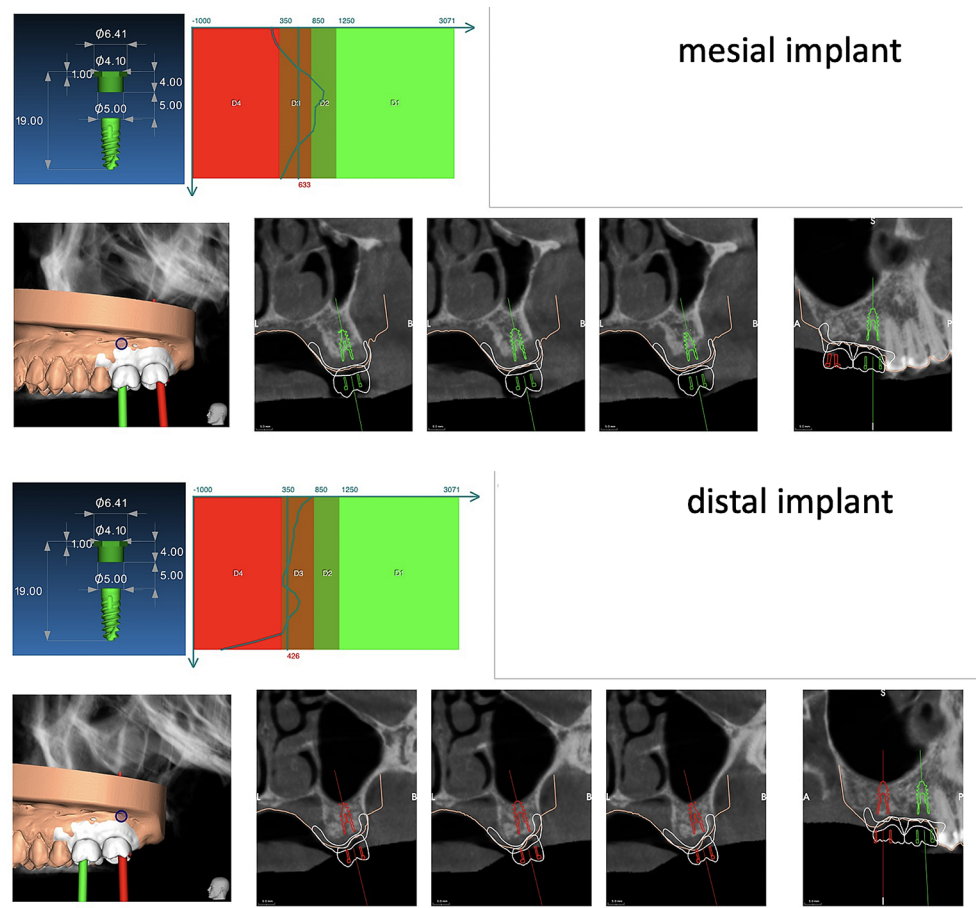 mesial implant
Ø6.41
Ø4.10
1.00
4.00
Ø5.00
5.00
19.00
-1000 350 850 1250 3071
D4 D3 D2 D1
633
L B
B
L B
S
A P
I
distal implant
Ø6.41
Ø4.10
1.00
4.00
Ø5.00
5.00
19.00
-1000 350 850 1250 3071
D4 D3 D2 D1
426
L B
L B
L B
S
A P
I